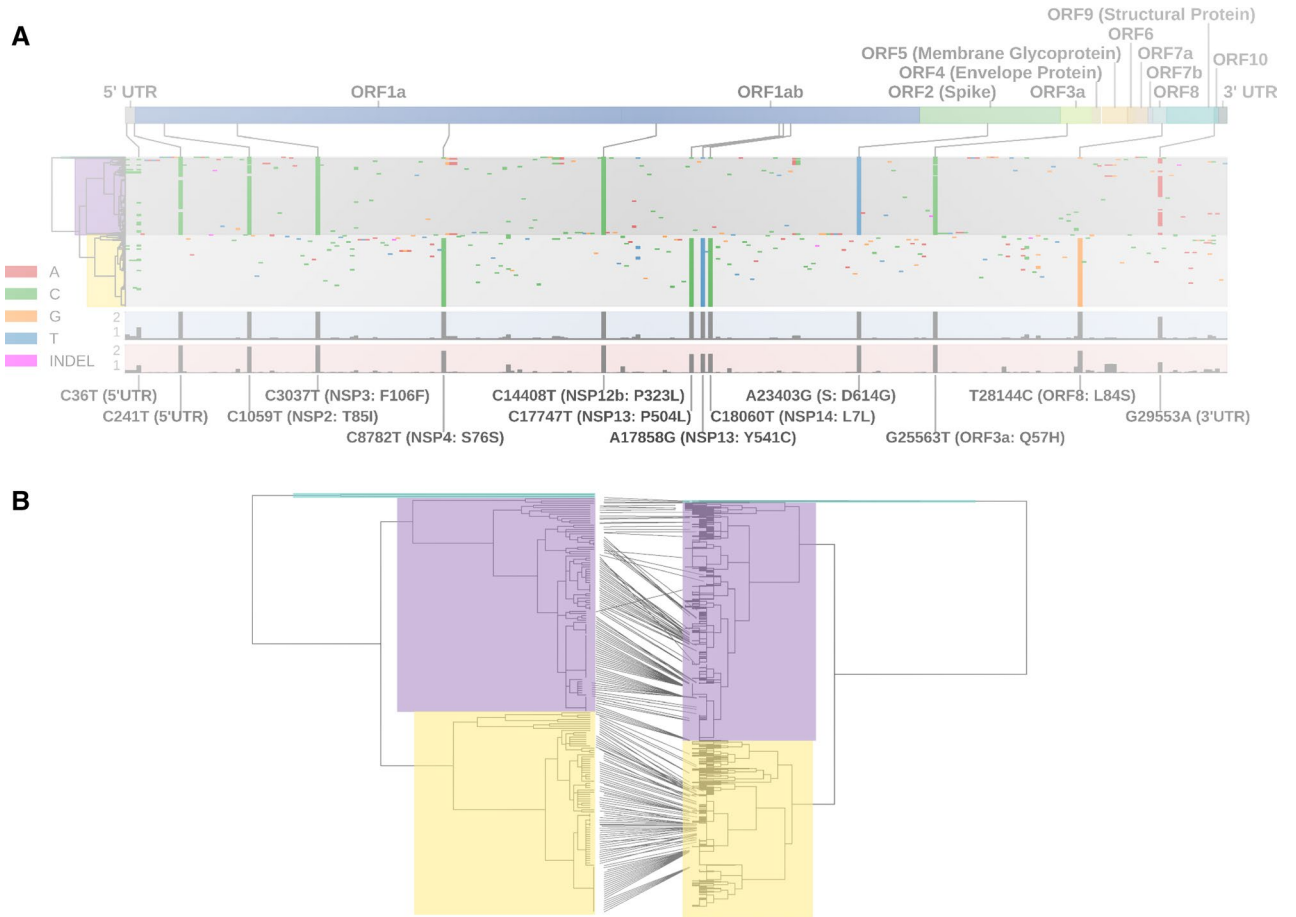 A
ORF9 (Structural Protein)
ORF6
ORF5 (Membrane Glycoprotein) ORF7a
ORF10
ORF4 (Envelope Protein) ORF7b
5' UTR ORF1a ORF1ab ORF2 (Spike) ORF3a ORF8 3' UTR
A
C
G
T
INDEL
2
1
2
1
C36T (5'UTR) C3037T (NSP3: F106F) C14408T (NSP12b: P323L) A23403G (S: D614G) T28144C (ORF8: L84S)
C241T (5'UTR) C1059T (NSP2: T85I) C17747T (NSP13: P504L) C18060T (NSP14: L7L) G29553A (3'UTR)
C8782T (NSP4: S76S) A17858G (NSP13: Y541C) G25563T (ORF3a: Q57H)
B